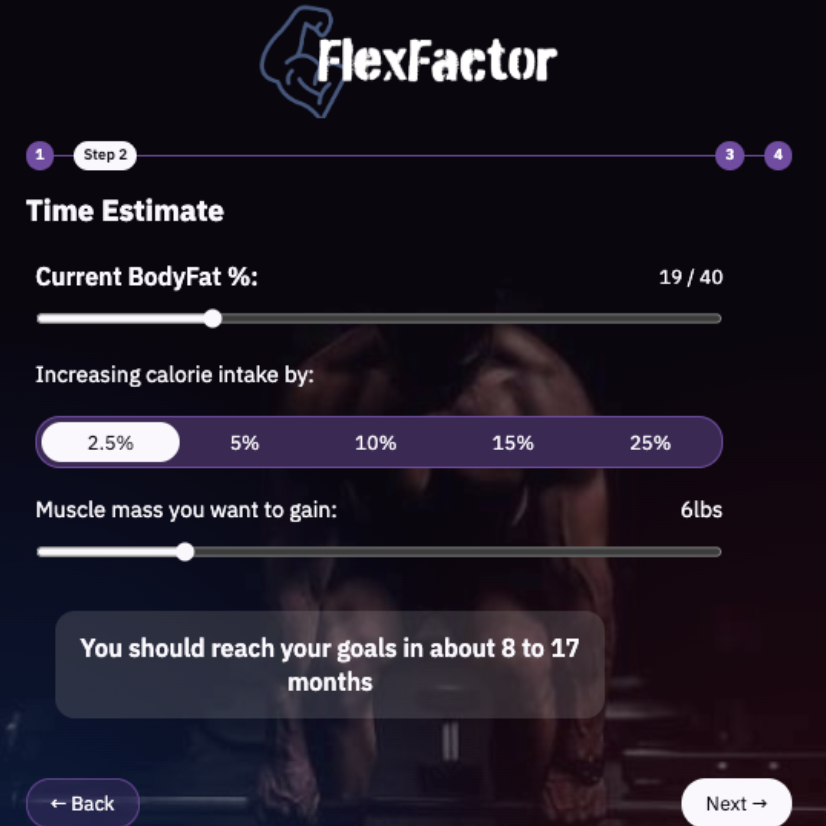 FlexFactor
1 Step 2 3 4
Time Estimate
Current BodyFat %: 19 / 40
Increasing calorie intake by:
2.5% 5% 10% 15% 25%
Muscle mass you want to gain: 6lbs
You should reach your goals in about 8 to 17
months
← Back Next →